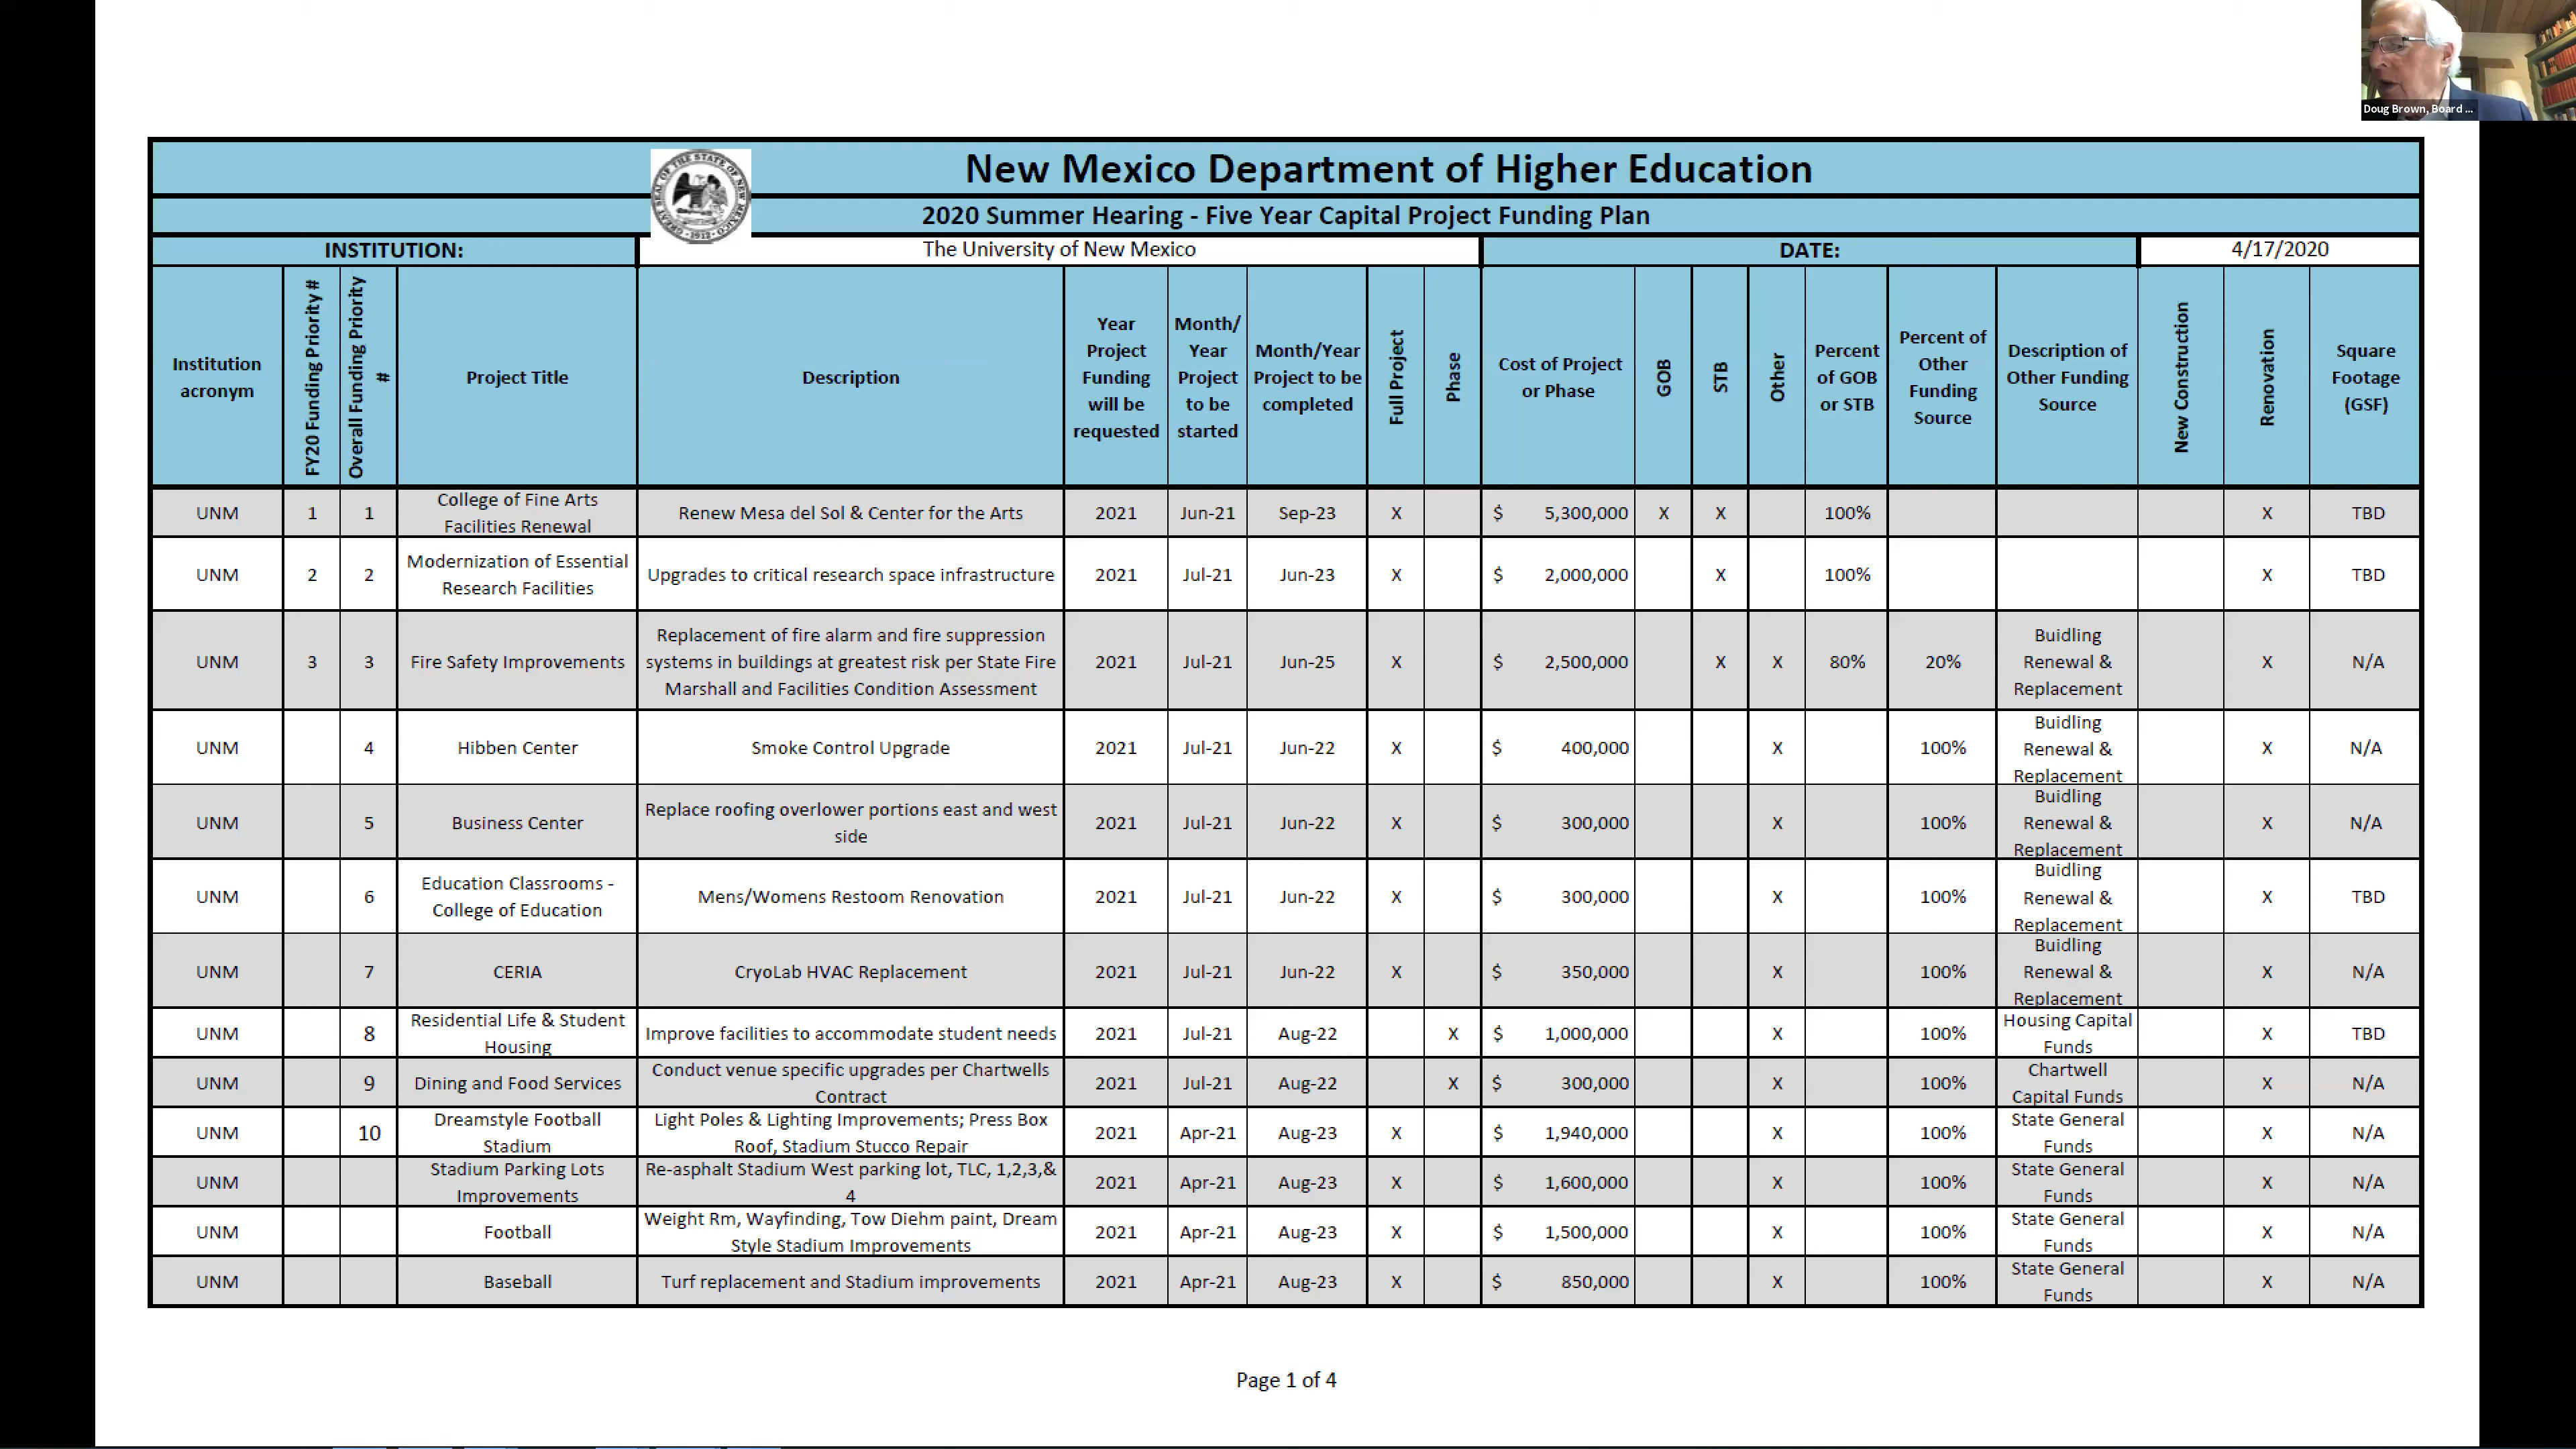 Doug Brown, Board ...
New Mexico Department of Higher Education
2020 Summer Hearing - Five Year Capital Project Funding Plan
INSTITUTION: The University of New Mexico DATE: 4/17/2020
Institution acronym
FY20 Funding Priority #
Overall Funding Priority #
Project Title
Description
Year Project Funding will be requested
Month/ Year Project to be started
Month/Year Project to be completed
Full Project
Phase
Cost of Project or Phase
GOB
STB
Other
Percent of GOB or STB
Percent of Other Funding Source
Description of Other Funding Source
New Construction
Renovation
Square Footage (GSF)
UNM 1 1 College of Fine Arts Facilities Renewal Renew Mesa del Sol & Center for the Arts 2021 Jun-21 Sep-23 X $ 5,300,000 X X 100% X TBD
UNM 2 2 Modernization of Essential Research Facilities Upgrades to critical research space infrastructure 2021 Jul-21 Jun-23 X $ 2,000,000 X 100% X TBD
UNM 3 3 Fire Safety Improvements Replacement of fire alarm and fire suppression systems in buildings at greatest risk per State Fire Marshall and Facilities Condition Assessment 2021 Jul-21 Jun-25 X $ 2,500,000 X X 80% 20% Buidling Renewal & Replacement X N/A
UNM 4 Hibben Center Smoke Control Upgrade 2021 Jul-21 Jun-22 X $ 400,000 X 100% Buidling Renewal & Replacement X N/A
UNM 5 Business Center Replace roofing overlower portions east and west side 2021 Jul-21 Jun-22 X $ 300,000 X 100% Buidling Renewal & Replacement X N/A
UNM 6 Education Classrooms - College of Education Mens/Womens Restoom Renovation 2021 Jul-21 Jun-22 X $ 300,000 X 100% Buidling Renewal & Replacement X TBD
UNM 7 CERIA CryoLab HVAC Replacement 2021 Jul-21 Jun-22 X $ 350,000 X 100% Buidling Renewal & Replacement X N/A
UNM 8 Residential Life & Student Housing Improve facilities to accommodate student needs 2021 Jul-21 Aug-22 X $ 1,000,000 X 100% Housing Capital Funds X TBD
UNM 9 Dining and Food Services Conduct venue specific upgrades per Chartwells Contract 2021 Jul-21 Aug-22 X $ 300,000 X 100% Chartwell Capital Funds X N/A
UNM 10 Dreamstyle Football Stadium Light Poles & Lighting Improvements; Press Box Roof, Stadium Stucco Repair 2021 Apr-21 Aug-23 X $ 1,940,000 X 100% State General Funds X N/A
UNM Stadium Parking Lots Improvements Re-asphalt Stadium West parking lot, TLC, 1,2,3,& 4 2021 Apr-21 Aug-23 X $ 1,600,000 X 100% State General Funds X N/A
UNM Football Weight Rm, Wayfinding, Tow Diehm paint, Dream Style Stadium Improvements 2021 Apr-21 Aug-23 X $ 1,500,000 X 100% State General Funds X N/A
UNM Baseball Turf replacement and Stadium improvements 2021 Apr-21 Aug-23 X $ 850,000 X 100% State General Funds X N/A
Page 1 of 4